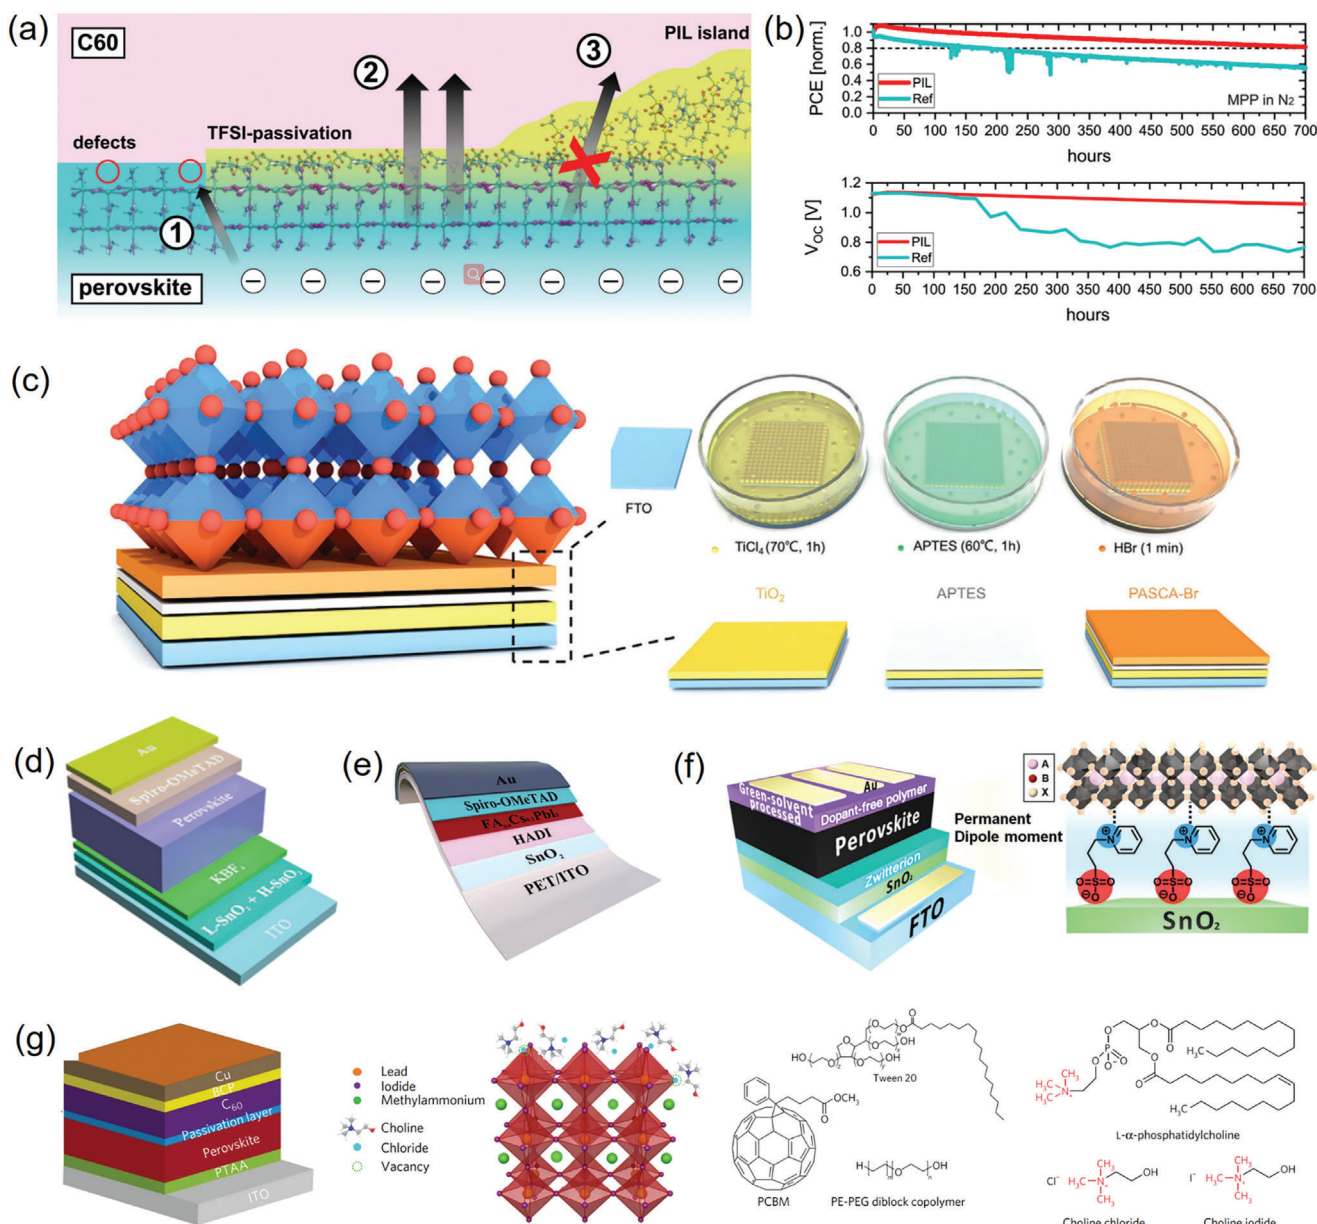 (a)
C60
PIL island
defects
TFSI-passivation
1
2
3
perovskite
(b)
PCE [norm.]
1.0
0.8
0.6
0.4
0.2
0.0
PIL
Ref
MPP in N2
0 50 100 150 200 250 300 350 400 450 500 550 600 650 700
hours
VOC [V]
1.2
1.0
0.8
0.6
PIL
Ref
0 50 100 150 200 250 300 350 400 450 500 550 600 650 700
hours
(c)
FTO
TiCl4 (70℃, 1h)
APTES (60℃, 1h)
HBr (1 min)
TiO2
APTES
PASCA-Br
(d)
Au
Spiro-OMeTAD
Perovskite
KBF4
L-SnO2 + H-SnO2
ITO
(e)
Au
Spiro-OMeTAD
HADI
SnO2
PET/ITO
(f)
Green-solvent
processed
Au
Dopant-free polymer
Perovskite
Zwitterion
SnO2
FTO
Permanent
Dipole moment
A
B
X
N N N
⊕ ⊕ ⊕
O=S=O O=S=O O=S=O
⊖O ⊖O ⊖O
SnO2
(g)
Cu
BCP
C60
Passivation layer
Perovskite
PTAA
ITO
Lead
Iodide
Methylammonium
Choline
Chloride
Vacancy
Tween 20
OCH3
PCBM
PE-PEG diblock copolymer
L-α-phosphatidylcholine
Choline chloride
Choline iodide